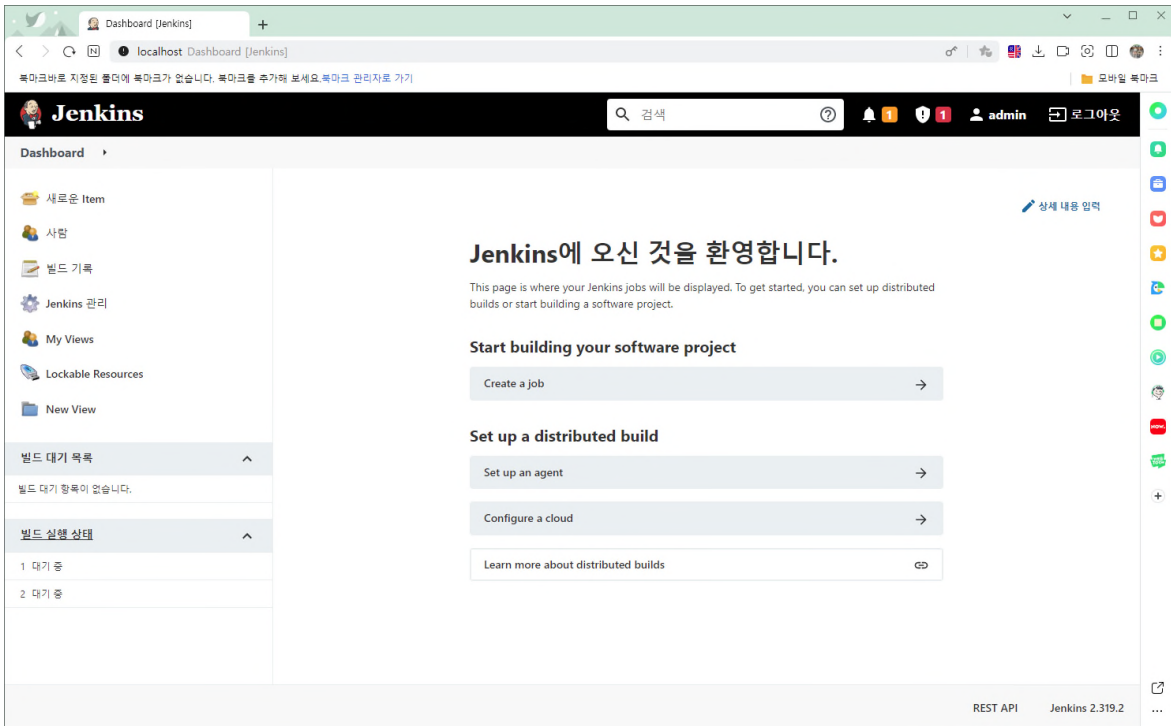 Dashboard [Jenkins]
localhost Dashboard [Jenkins]
북마크바로 지정된 폴더에 북마크가 없습니다. 북마크를 추가해 보세요.북마크 관리자로 가기
모바일 북마크
Jenkins
검색
1
1
admin
로그아웃
Dashboard
새로운 Item
사람
빌드 기록
Jenkins 관리
My Views
Lockable Resources
New View
빌드 대기 목록
빌드 대기 항목이 없습니다.
빌드 실행 상태
1 대기 중
2 대기 중
상세 내용 입력
Jenkins에 오신 것을 환영합니다.
This page is where your Jenkins jobs will be displayed. To get started, you can set up distributed
builds or start building a software project.
Start building your software project
Create a job
Set up a distributed build
Set up an agent
Configure a cloud
Learn more about distributed builds
REST API
Jenkins 2.319.2